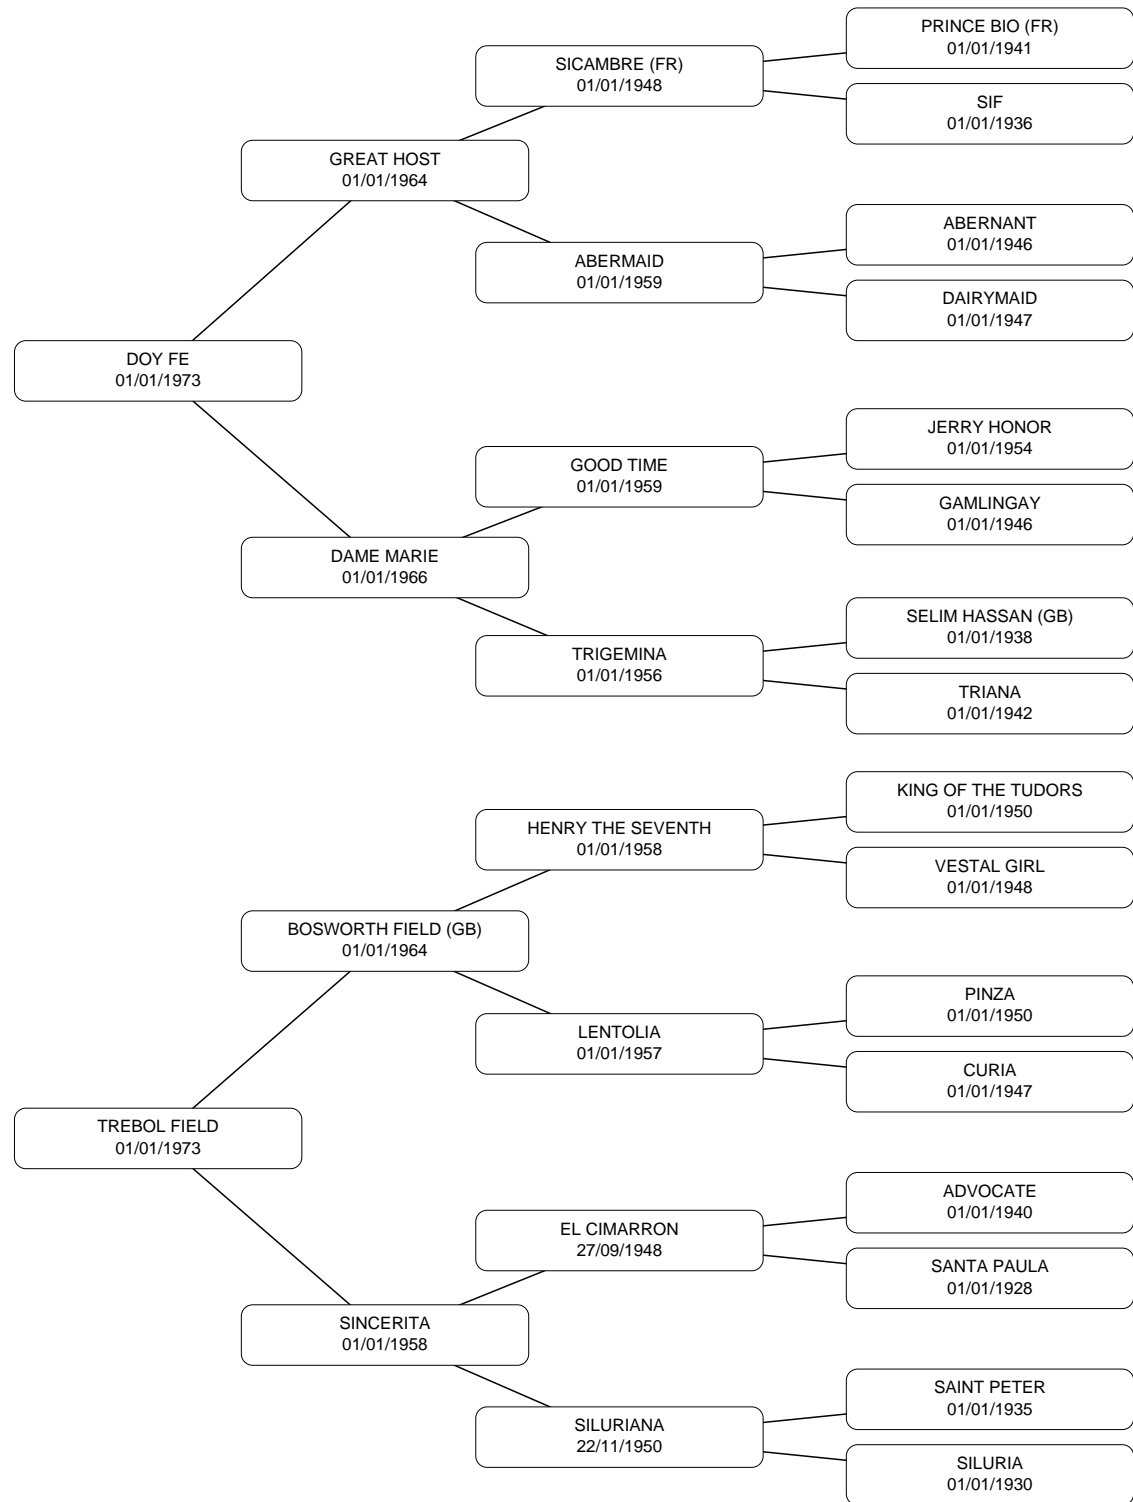 PRINCE BIO (FR)
01/01/1941
SICAMBRE (FR)
01/01/1948
SIF
01/01/1936
GREAT HOST
01/01/1964
ABERNANT
01/01/1946
ABERMAID
01/01/1959
DAIRYMAID
01/01/1947
DOY FE
01/01/1973
JERRY HONOR
01/01/1954
GOOD TIME
01/01/1959
GAMLINGAY
01/01/1946
DAME MARIE
01/01/1966
SELIM HASSAN (GB)
01/01/1938
TRIGEMINA
01/01/1956
TRIANA
01/01/1942
KING OF THE TUDORS
01/01/1950
HENRY THE SEVENTH
01/01/1958
VESTAL GIRL
01/01/1948
BOSWORTH FIELD (GB)
01/01/1964
PINZA
01/01/1950
LENTOLIA
01/01/1957
CURIA
01/01/1947
TREBOL FIELD
01/01/1973
ADVOCATE
01/01/1940
EL CIMARRON
27/09/1948
SANTA PAULA
01/01/1928
SINCERITA
01/01/1958
SAINT PETER
01/01/1935
SILURIANA
22/11/1950
SILURIA
01/01/1930